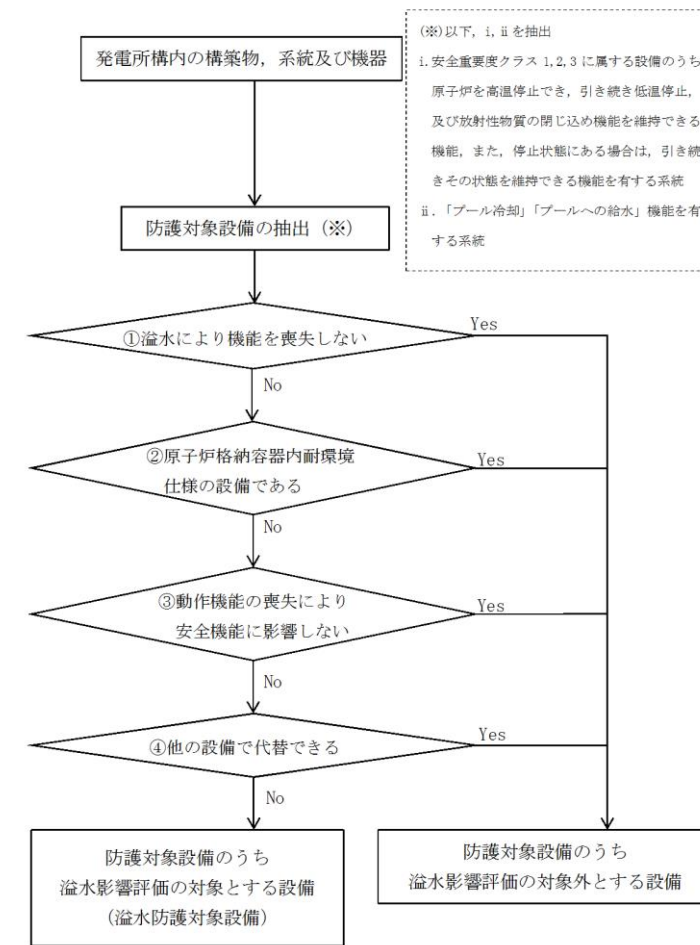 発電所構内の構築物，系統及び機器
(※)以下，ⅰ,ⅱを抽出
ⅰ.安全重要度クラス 1,2,3 に属する設備のうち
原子炉を高温停止でき，引き続き低温停止，
及び放射性物質の閉じ込め機能を維持できる
機能，また，停止状態にある場合は，引き続
きその状態を維持できる機能を有する系統
ⅱ.「プール冷却」「プールへの給水」機能を有
する系統
防護対象設備の抽出（※）
①溢水により機能を喪失しない
Yes
No
②原子炉格納容器内耐環境
仕様の設備である
Yes
No
③動作機能の喪失により
安全機能に影響しない
Yes
No
④他の設備で代替できる
Yes
No
防護対象設備のうち
溢水影響評価の対象とする設備
（溢水防護対象設備）
防護対象設備のうち
溢水影響評価の対象外とする設備